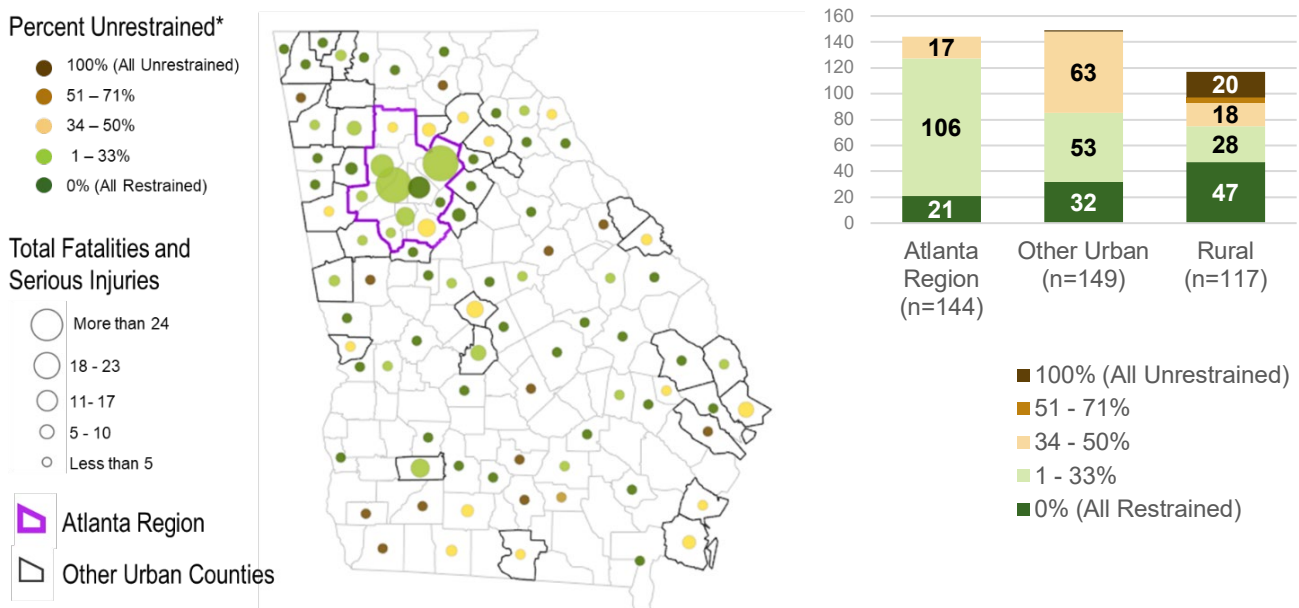 Percent Unrestrained*
100% (All Unrestrained)
51 – 71%
34 – 50%
1 – 33%
0% (All Restrained)
Total Fatalities and
Serious Injuries
More than 24
18 - 23
11- 17
5 - 10
Less than 5
Atlanta Region
Other Urban Counties
160
140
120
100
80
60
40
20
0
17
106
21
63
53
32
20
18
28
47
Atlanta
Region
(n=144)
Other Urban
(n=149)
Rural
(n=117)
100% (All Unrestrained)
51 - 71%
34 - 50%
1 - 33%
0% (All Restrained)